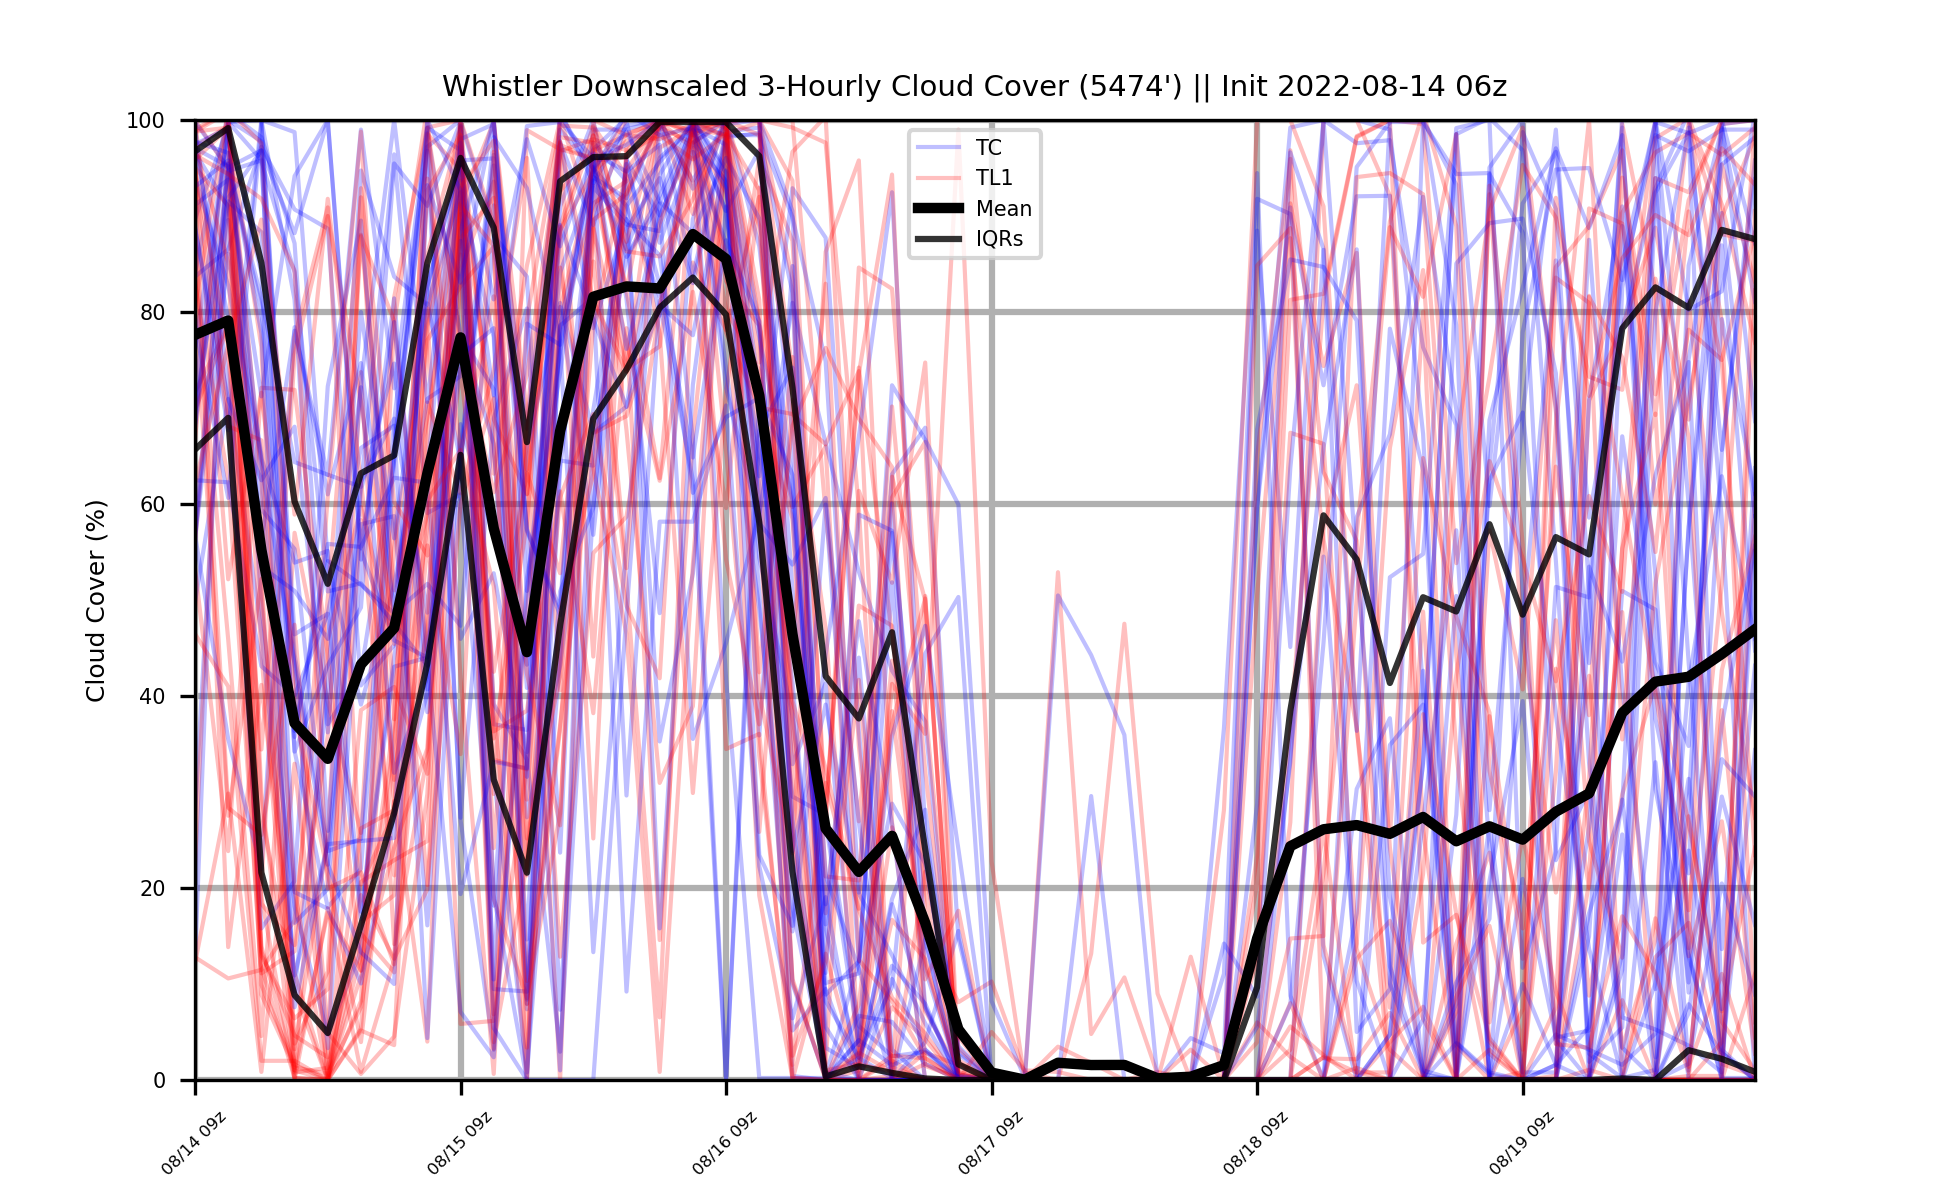 Whistler Downscaled 3-Hourly Cloud Cover (5474') || Init 2022-08-14 06z
TC
TL1
Mean
IQRs
Cloud Cover (%)
100
80
60
40
20
0
08/14 09z
08/15 09z
08/16 09z
08/17 09z
08/18 09z
08/19 09z